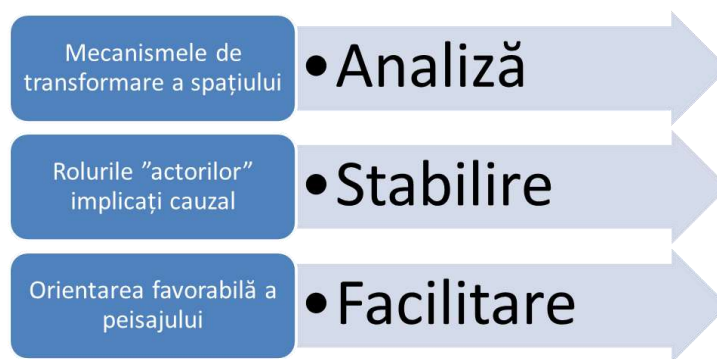 Mecanismele de
transformare a spațiului
•Analiză
Rolurile ”actorilor”
implicați cauzal
•Stabilire
Orientarea favorabilă a
peisajului
•Facilitare